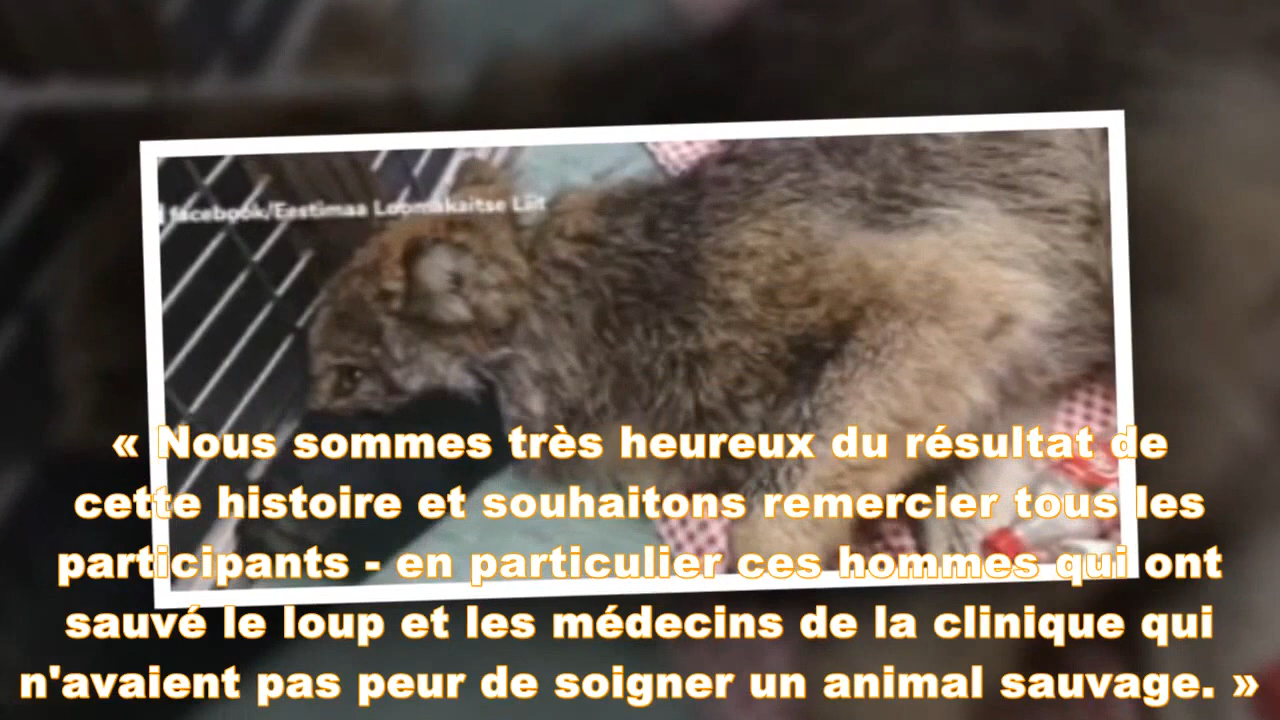 facebook/Eestimaa Loomakaitse Liit
« Nous sommes très heureux du résultat de
cette histoire et souhaitons remercier tous les
participants - en particulier ces hommes qui ont
sauvé le loup et les médecins de la clinique qui
n'avaient pas peur de soigner un animal sauvage. »